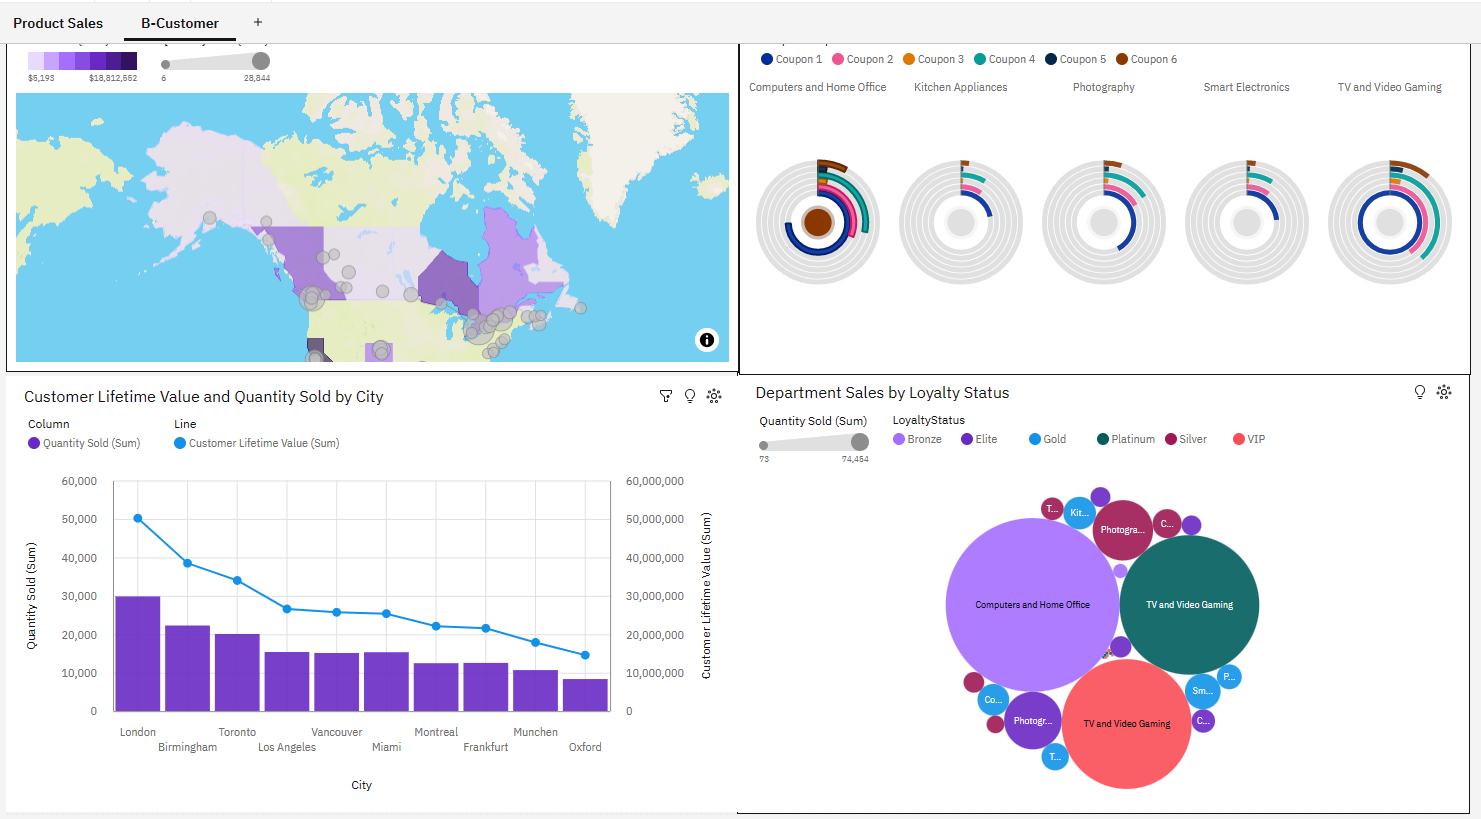 Product Sales
B-Customer
+
$5,193
$18,812,552
6
28,844
Coupon 1
Coupon 2
Coupon 3
Coupon 4
Coupon 5
Coupon 6
Computers and Home Office
Kitchen Appliances
Photography
Smart Electronics
TV and Video Gaming
Customer Lifetime Value and Quantity Sold by City
Column
Line
Quantity Sold (Sum)
Customer Lifetime Value (Sum)
60,000
50,000
40,000
30,000
20,000
10,000
0
Quantity Sold (Sum)
60,000,000
50,000,000
40,000,000
30,000,000
20,000,000
10,000,000
0
Customer Lifetime Value (Sum)
London
Birmingham
Toronto
Los Angeles
Vancouver
Miami
Montreal
Frankfurt
Munchen
Oxford
City
Department Sales by Loyalty Status
Quantity Sold (Sum)
73
74,454
LoyaltyStatus
Bronze
Elite
Gold
Platinum
Silver
VIP
T...
Kit...
Photogra...
C...
Computers and Home Office
TV and Video Gaming
Co...
Photogr...
TV and Video Gaming
P...
Sm...
C...
T...